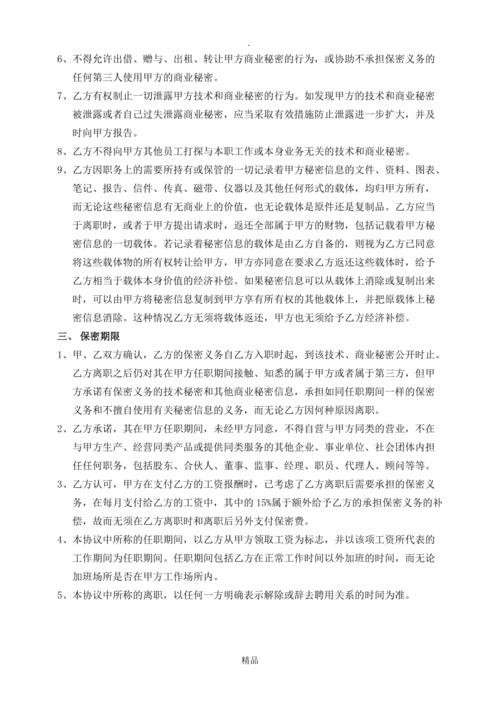 6、不得允许出借、赠与、出租、转让甲方商业秘密的行为，或协助不承担保密义务的
任何第三人使用甲方的商业秘密。
7、乙方有权制止一切泄露甲方技术和商业秘密的行为。如发现甲方的技术和商业秘密
被泄露或者自己过失泄露商业秘密，应当采取有效措施防止泄露进一步扩大，并及
时向甲方报告。
8、乙方不得向甲方其他员工打探与本职工作或本身业务无关的技术和商业秘密。
9、乙方因职务上的需要所持有或保管的一切记录着甲方秘密信息的文件、资料、图表、
笔记、报告、信件、传真、磁带、仪器以及其他任何形式的载体，均归甲方所有，
而无论这些秘密信息有无商业上的价值，也无论载体是原件还是复制品。乙方应当
于离职时，或者于甲方提出请求时，返还全部属于甲方的财物，包括记载着甲方秘
密信息的一切载体。若记录着秘密信息的载体是由乙方自备的，则视为乙方已同意
将这些载体物的所有权转让给甲方，甲方亦同意在要求乙方返还这些载体时，给予
乙方相当于载体本身价值的经济补偿。如果秘密信息可以从载体上消除或复制出来
时，可以由甲方将秘密信息复制到甲方享有所有权的其他载体上，并把原载体上秘
密信息消除。这种情况乙方无须将载体返还，甲方也无须给予乙方经济补偿。
三、 保密期限
1、甲、乙双方确认，乙方的保密义务自乙方入职时起，到该技术、商业秘密公开时止。
乙方离职之后仍对其在甲方任职期间接触、知悉的属于甲方或者属于第三方，但甲
方承诺有保密义务的技术秘密和其他商业秘密信息，承担如同任职期间一样的保密
义务和不擅自使用有关秘密信息的义务，而无论乙方因何种原因离职。
2、乙方承诺，其在甲方任职期间，未经甲方同意，不得自营与甲方同类的营业，不在
与甲方生产、经营同类产品或提供同类服务的其他企业、事业单位、社会团体内担
任任何职务，包括股东、合伙人、董事、监事、经理、职员、代理人、顾问等等。
3、乙方认可，甲方在支付乙方的工资报酬时，已考虑了乙方离职后需要承担的保密义
务，在每月支付给乙方的工资中，其中的 15%属于额外给予乙方的承担保密义务的补
偿，故而无须在乙方离职时和离职后另外支付保密费。
4、本协议中所称的任职期间，以乙方从甲方领取工资为标志，并以该项工资所代表的
工作期间为任职期间。任职期间包括乙方在正常工作时间以外加班的时间，而无论
加班场所是否在甲方工作场所内。
5、本协议中所称的离职，以任何一方明确表示解除或辞去聘用关系的时间为准。
精品